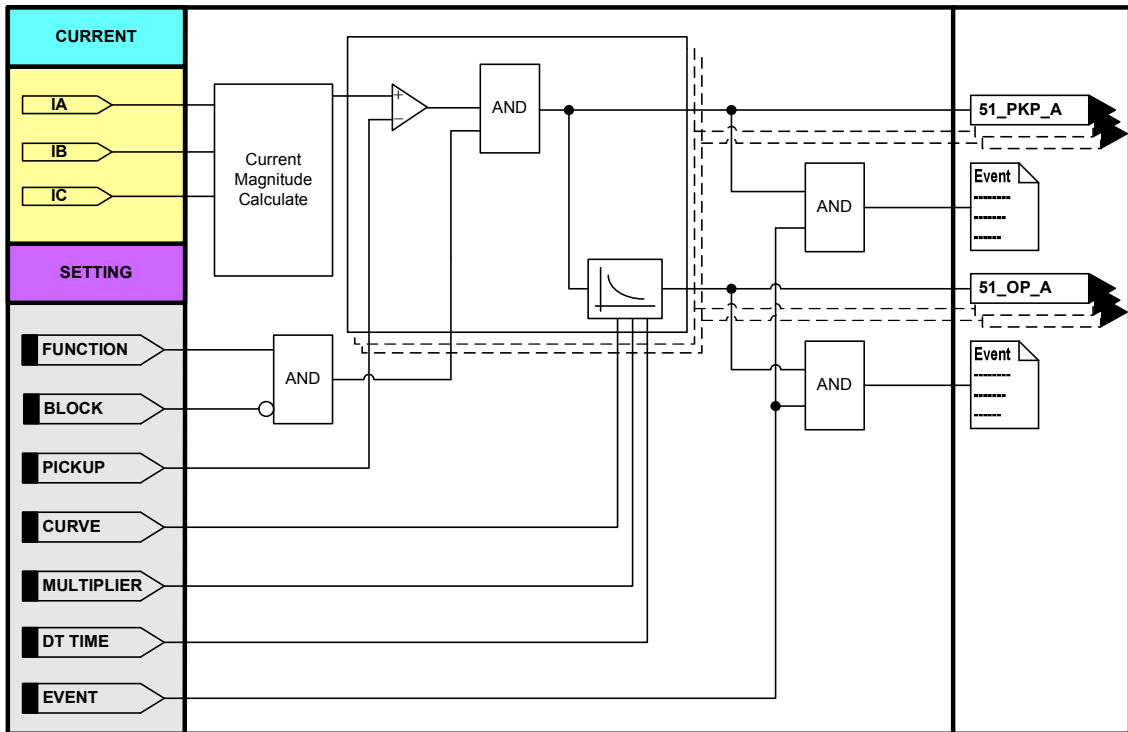 CURRENT
IA
IB
IC
SETTING
FUNCTION
BLOCK
PICKUP
CURVE
MULTIPLIER
DT TIME
EVENT
Current
Magnitude
Calculate
+
−
AND
AND
AND
AND
51_PKP_A
Event
51_OP_A
Event